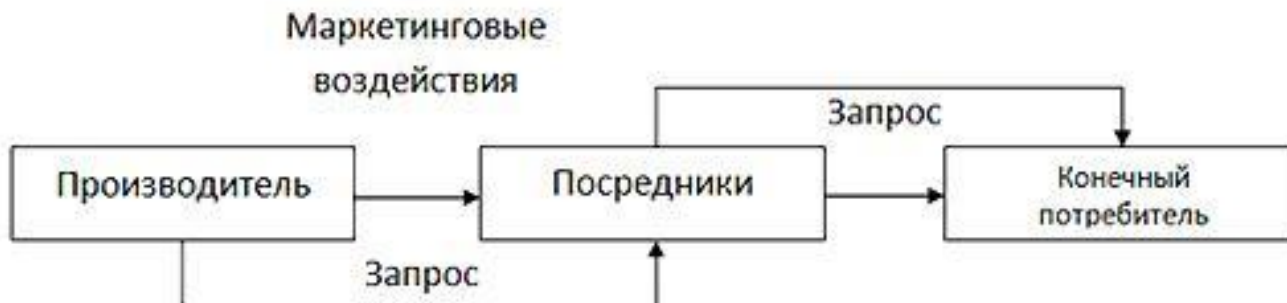 Маркетинговые
воздействия
Запрос
Производитель
Посредники
Конечный
потребитель
Запрос